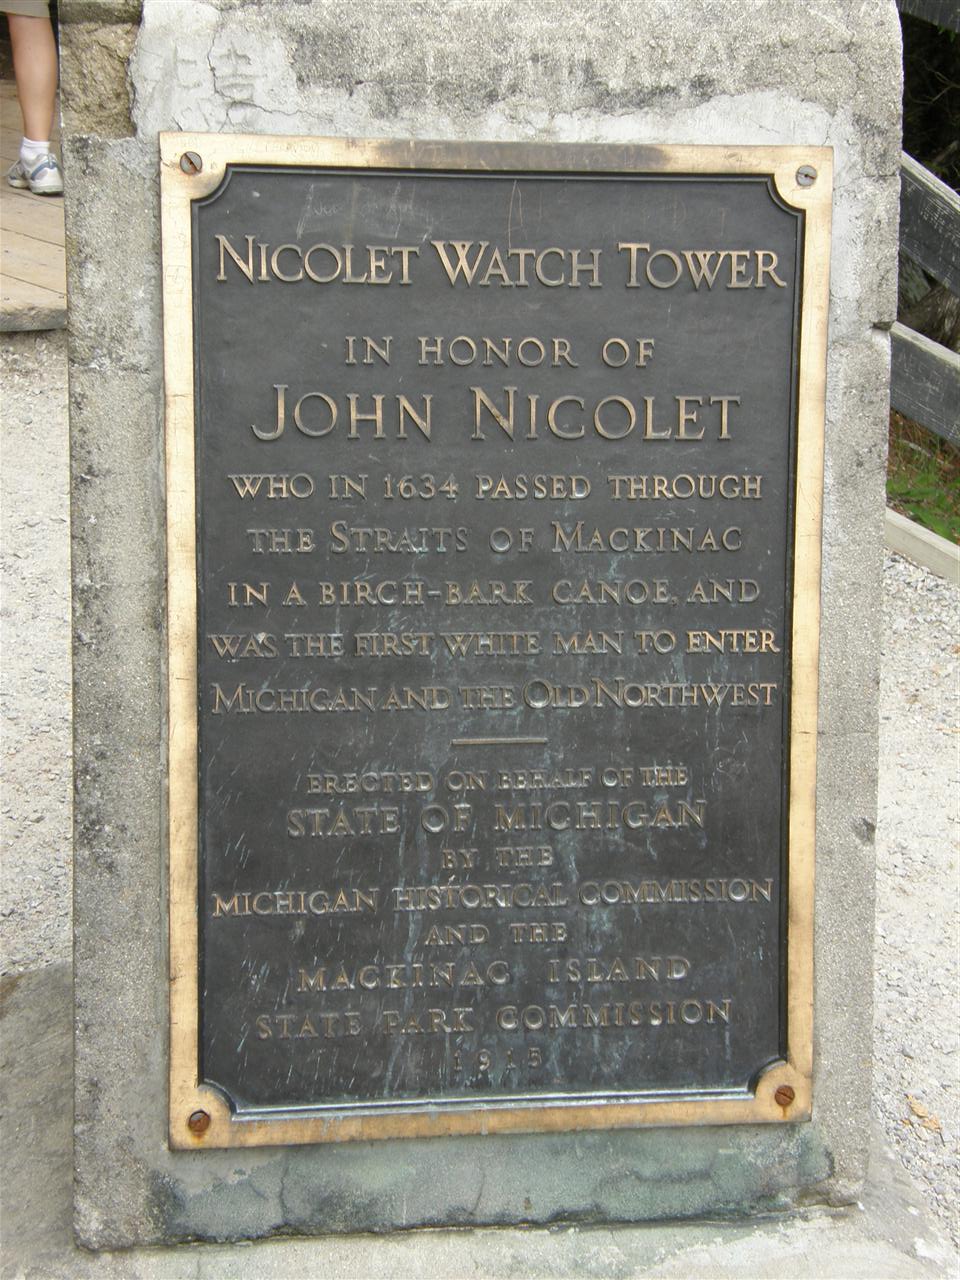 NICOLET WATCH TOWER
IN HONOR OF
JOHN NICOLET
WHO IN 1634 PASSED THROUGH
THE STRAITS OF MACKINAC
IN A BIRCH-BARK CANOE, AND
WAS THE FIRST WHITE MAN TO ENTER
MICHIGAN AND THE OLD NORTHWEST
ERECTED ON BEHALF OF THE
STATE OF MICHIGAN
BY THE
MICHIGAN HISTORICAL COMMISSION
AND THE
MACKINAC ISLAND
STATE PARK COMMISSION
1915